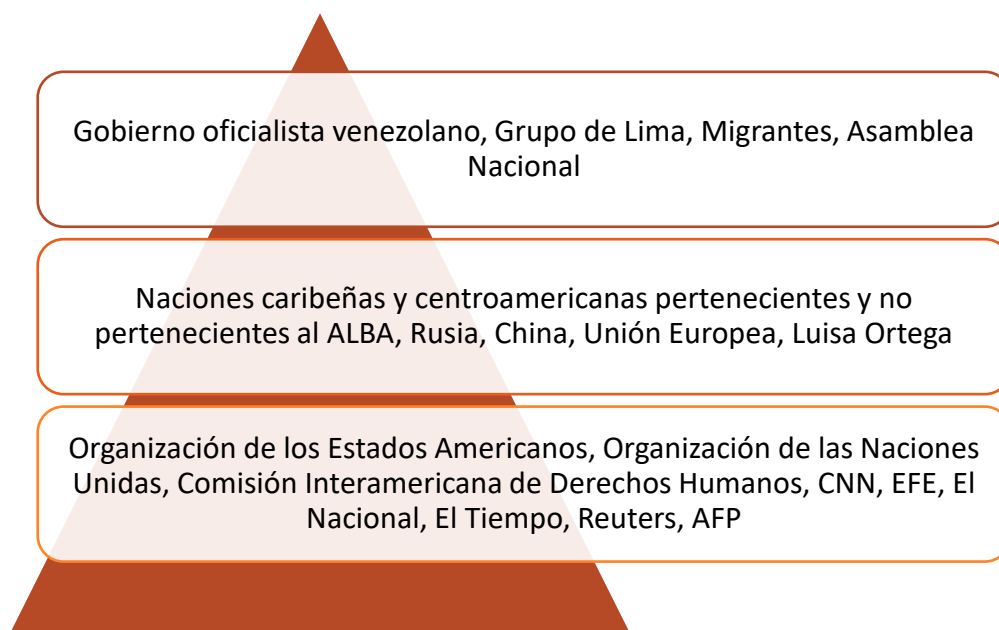 Gobierno oficialista venezolano, Grupo de Lima, Migrantes, Asamblea
Nacional
Naciones caribeñas y centroamericanas pertenecientes y no
pertenecientes al ALBA, Rusia, China, Unión Europea, Luisa Ortega
Organización de los Estados Americanos, Organización de las Naciones
Unidas, Comisión Interamericana de Derechos Humanos, CNN, EFE, El
Nacional, El Tiempo, Reuters, AFP